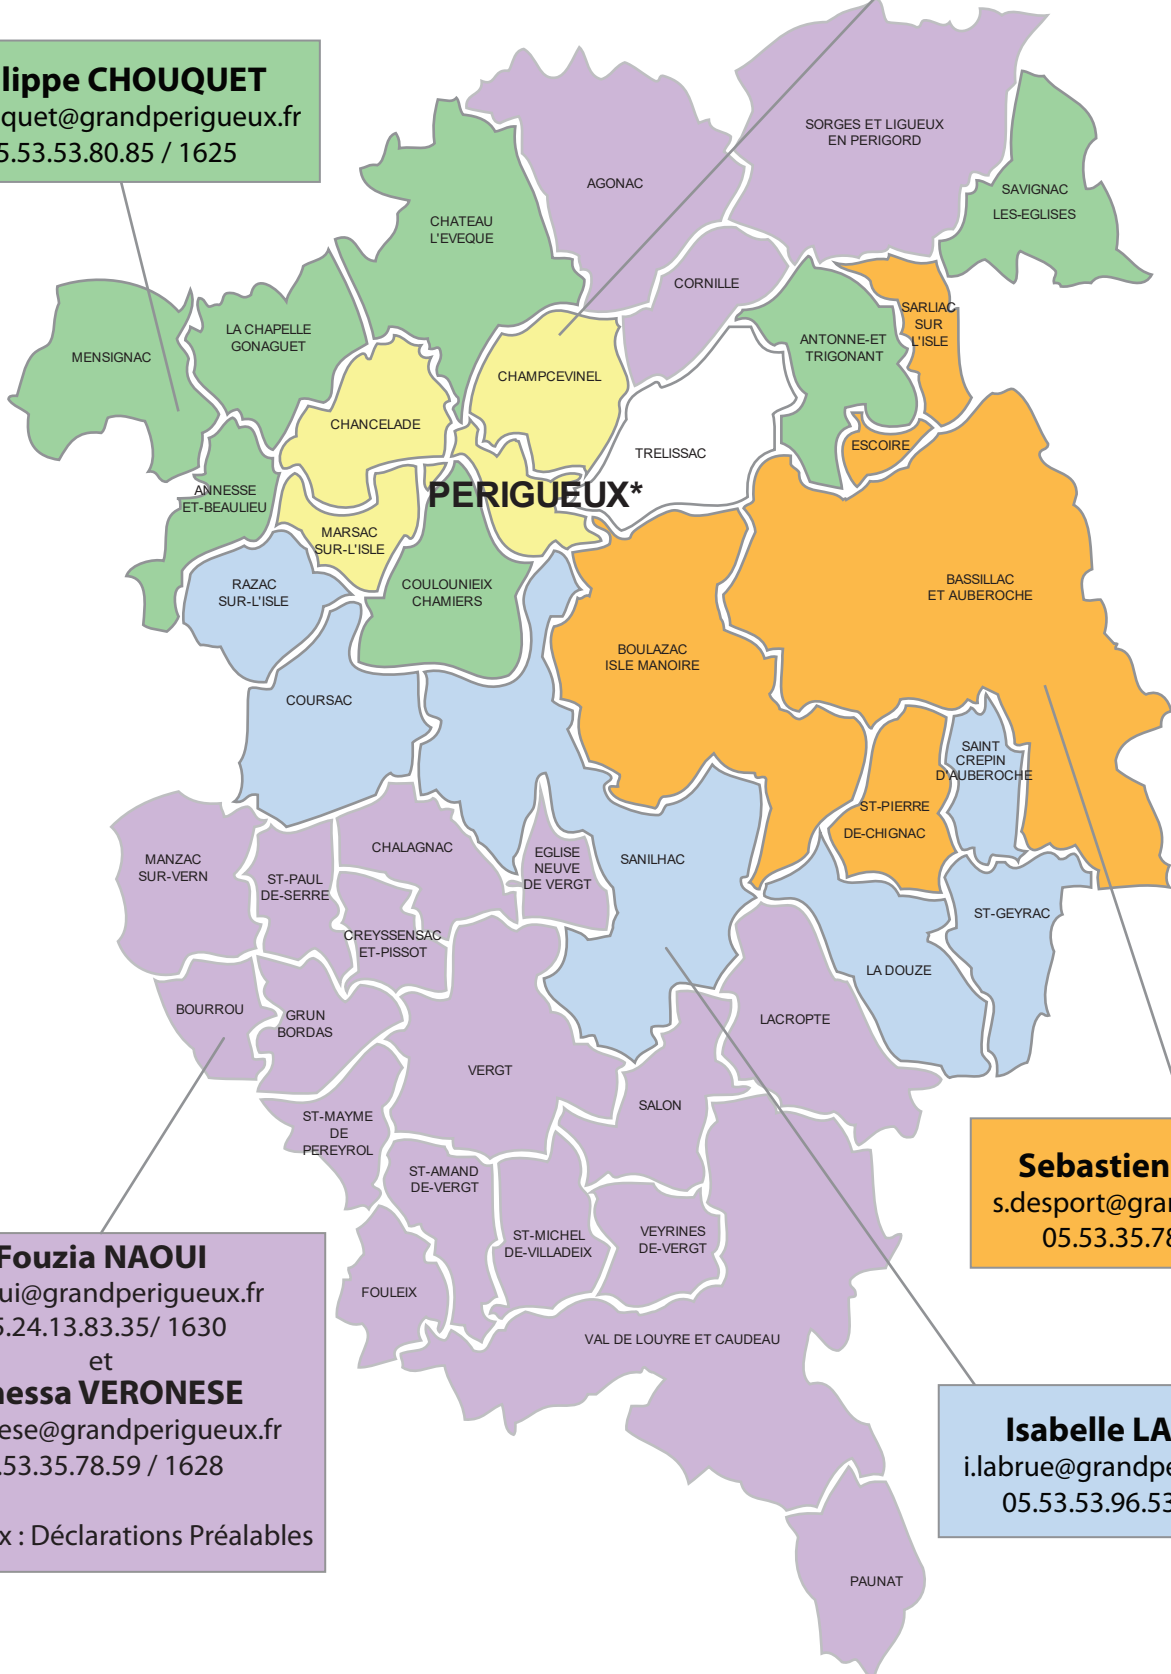 lippe CHOUQUET
quet@grandperigueux.fr
5.53.53.80.85 / 1625
SORGES ET LIGUEUX
EN PERIGORD
AGONAC
SAVIGNAC
LES-EGLISES
CHATEAU
L'EVEQUE
CORNILLE
SARLIAC
SUR
L'ISLE
LA CHAPELLE
GONAGUET
MENSIGNAC
ANTONNE-ET
TRIGONANT
CHAMPCEVINEL
CHANCELADE
TRELISSAC
ESCOIRE
ANNESSE
ET-BEAULIEU
PERIGUEUX*
MARSAC
SUR-L'ISLE
RAZAC
SUR-L'ISLE
COULOUNIEIX
CHAMIERS
BASSILLAC
ET AUBEROCHE
BOULAZAC
ISLE MANOIRE
COURSAC
SAINT
CREPIN
D'AUBEROCHE
ST-PIERRE
DE-CHIGNAC
MANZAC
SUR-VERN
CHALAGNAC
EGLISE
NEUVE
DE VERGT
SANILHAC
ST-PAUL
DE-SERRE
ST-GEYRAC
CREYSSENSAC
ET-PISSOT
LA DOUZE
BOURROU
GRUN
BORDAS
LACROPTE
VERGT
SALON
ST-MAYME
DE
PEREYROL
ST-AMAND
DE-VERGT
Sebastien
s.desport@gra
05.53.35.78
ST-MICHEL
DE-VILLADEIX
VEYRINES
DE-VERGT
Fouzia NAOUI
ui@grandperigueux.fr
5.24.13.83.35/ 1630
et
nessa VERONESE
ese@grandperigueux.fr
.53.35.78.59 / 1628
x : Déclarations Préalables
FOULEIX
VAL DE LOUYRE ET CAUDEAU
Isabelle LA
i.labrue@grandpe
05.53.53.96.53
PAUNAT